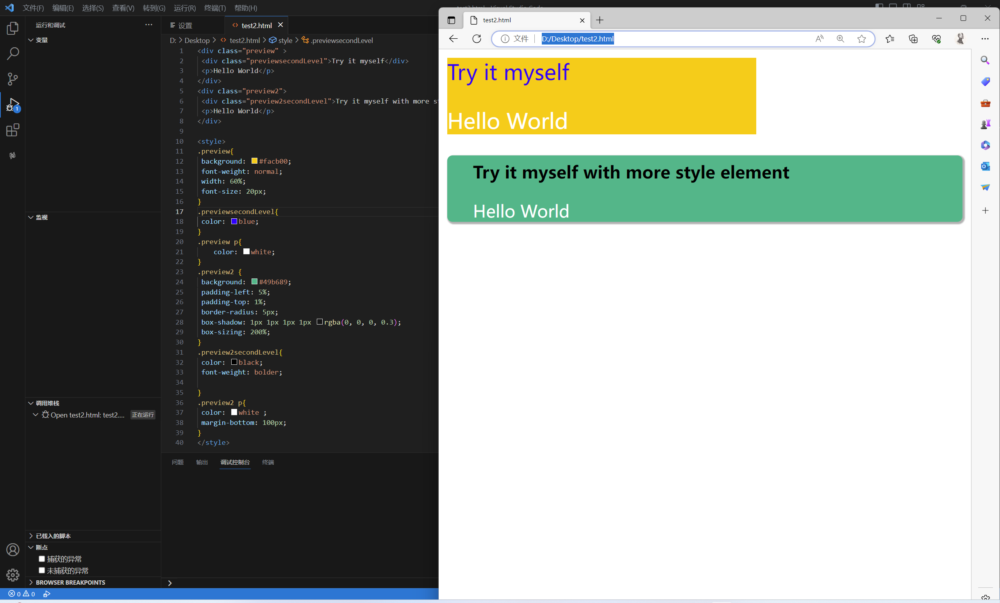 文件(F) 编辑(E) 选择(S) 查看(V) 转到(G) 运行(R) 终端(T) 帮助(H)
运行和调试
变量
监视
调用堆栈
Open test2.html: test2.... 正在运行
已载入的脚本
断点
捕获的异常
未捕获的异常
BROWSER BREAKPOINTS
0 0
1
设置 test2.html
D: > Desktop > test2.html > style > .previewsecondLevel
1 <div class="preview" >
2 <div class="previewsecondLevel">Try it myself</div>
3 <p>Hello World</p>
4 </div>
5 <div class="preview2">
6 <div class="preview2secondLevel">Try it myself with more
7 <p>Hello World</p>
8 </div>
9
10 <style>
11 .preview{
12 background: #facb00;
13 font-weight: normal;
14 width: 60%;
15 font-size: 20px;
16 }
17 .previewsecondLevel{
18 color: blue;
19 }
20 .preview p{
21 color: white;
22 }
23 .preview2 {
24 background: #49b689;
25 padding-left: 5%;
26 padding-top: 1%;
27 border-radius: 5px;
28 box-shadow: 1px 1px 1px 1px rgba(0, 0, 0, 0.3);
29 box-sizing: 200%;
30 }
31 .preview2secondLevel{
32 color: black;
33 font-weight: bolder;
34
35 }
36 .preview2 p{
37 color: white ;
38 margin-bottom: 100px;
39 }
40 </style>
问题 输出 调试控制台 终端
test2.html
文件 D:/Desktop/test2.html
Try it myself
Hello World
Try it myself with more style element
Hello World